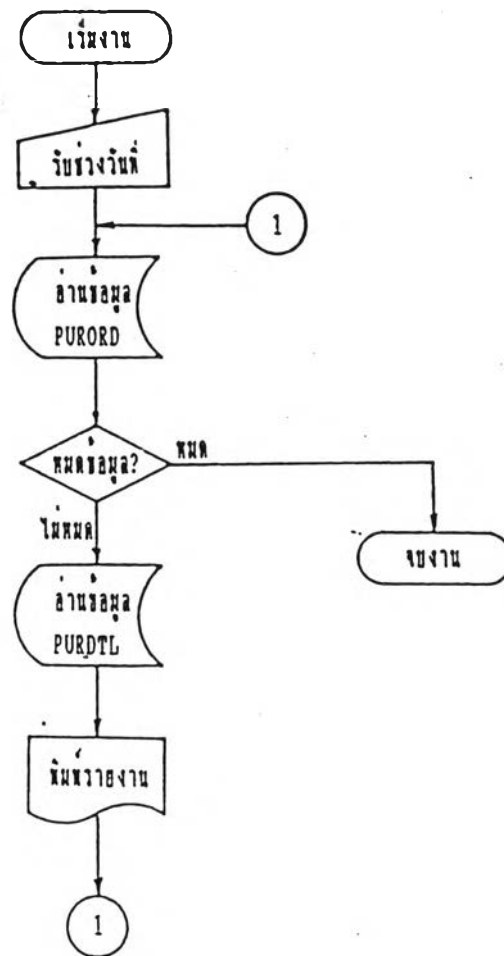 เริ่มงาน
รับช่วงวันที่
1
อ่านข้อมูล
PURORD
หมดข้อมูล?
หมด
ไม่หมด
จบงาน
อ่านข้อมูล
PURDTL
พิมพ์รายงาน
1